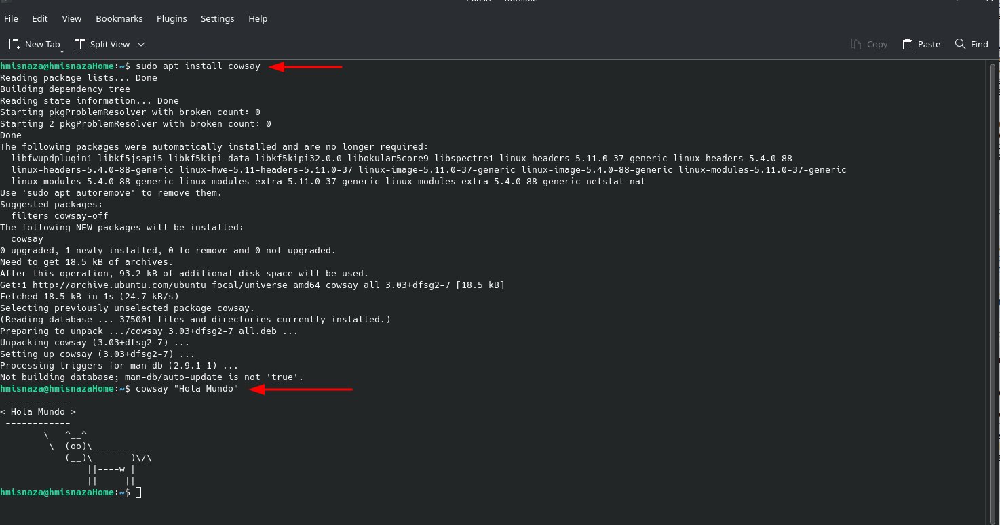 File Edit View Bookmarks Plugins Settings Help
New Tab Split View Copy Paste Find
hmisnaza@hmisnazaHome:~$ sudo apt install cowsay
Reading package lists... Done
Building dependency tree
Reading state information... Done
Starting pkgProblemResolver with broken count: 0
Starting 2 pkgProblemResolver with broken count: 0
Done
The following packages were automatically installed and are no longer required:
  libfwupdplugin1 libkf5jsapi5 libkf5kipi-data libkf5kipi32.0.0 libokular5core9 libspectre1 linux-headers-5.11.0-37-generic linux-headers-5.4.0-88
  linux-headers-5.4.0-88-generic linux-hwe-5.11-headers-5.11.0-37 linux-image-5.11.0-37-generic linux-image-5.4.0-88-generic linux-modules-5.11.0-37-generic
  linux-modules-5.4.0-88-generic linux-modules-extra-5.11.0-37-generic linux-modules-extra-5.4.0-88-generic netstat-nat
Use 'sudo apt autoremove' to remove them.
Suggested packages:
  filters cowsay-off
The following NEW packages will be installed:
  cowsay
0 upgraded, 1 newly installed, 0 to remove and 0 not upgraded.
Need to get 18.5 kB of archives.
After this operation, 93.2 kB of additional disk space will be used.
Get:1 http://archive.ubuntu.com/ubuntu focal/universe amd64 cowsay all 3.03+dfsg2-7 [18.5 kB]
Fetched 18.5 kB in 1s (24.7 kB/s)
Selecting previously unselected package cowsay.
(Reading database ... 375001 files and directories currently installed.)
Preparing to unpack .../cowsay_3.03+dfsg2-7_all.deb ...
Unpacking cowsay (3.03+dfsg2-7) ...
Setting up cowsay (3.03+dfsg2-7) ...
Processing triggers for man-db (2.9.1-1) ...
Not building database; man-db/auto-update is not 'true'.
hmisnaza@hmisnazaHome:~$ cowsay "Hola Mundo"
 ____________
< Hola Mundo >
 ------------
        \   ^__^
         \  (oo)\_______
            (__)\       )\/\
                ||----w |
                ||     ||
hmisnaza@hmisnazaHome:~$